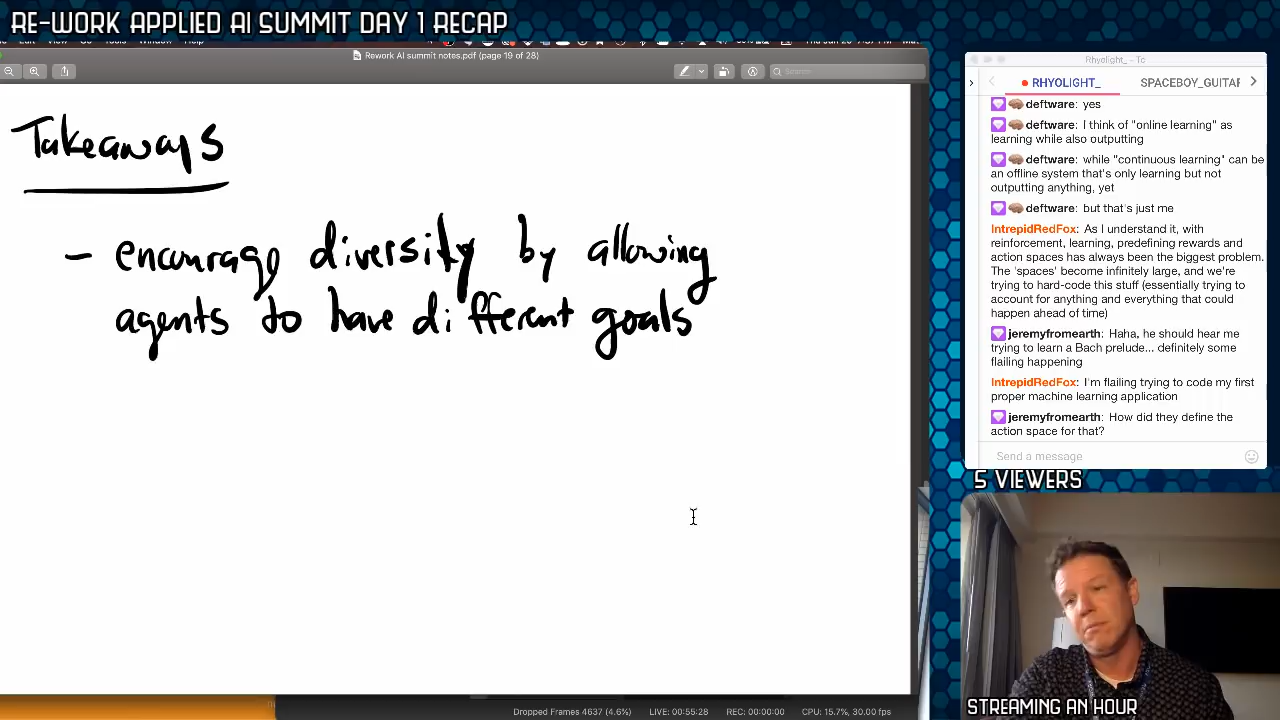 RE-WORK APPLIED AI SUMMIT DAY 1 RECAP
Rework AI summit notes.pdf (page 19 of 28)
Search
Takeaways
- encourage diversity by allowing
agents to have different goals
Rhyolight_ - To
RHYOLIGHT_
SPACEBOY_GUITAR
deftware: yes
deftware: I think of "online learning" as
learning while also outputting
deftware: while "continuous learning" can be
an offline system that's only learning but not
outputting anything, yet
deftware: but that's just me
IntrepidRedFox: As I understand it, with
reinforcement, learning, predefining rewards and
action spaces has always been the biggest problem.
The 'spaces' become infinitely large, and we're
trying to hard-code this stuff (essentially trying to
account for anything and everything that could
happen ahead of time)
jeremyfromearth: Haha, he should hear me
trying to learn a Bach prelude... definitely some
flailing happening
IntrepidRedFox: I'm flailing trying to code my first
proper machine learning application
jeremyfromearth: How did they define the
action space for that?
Send a message
5 VIEWERS
STREAMING AN HOUR
Dropped Frames 4637 (4.6%)
LIVE: 00:55:28
REC: 00:00:00
CPU: 15.7%, 30.00 fps